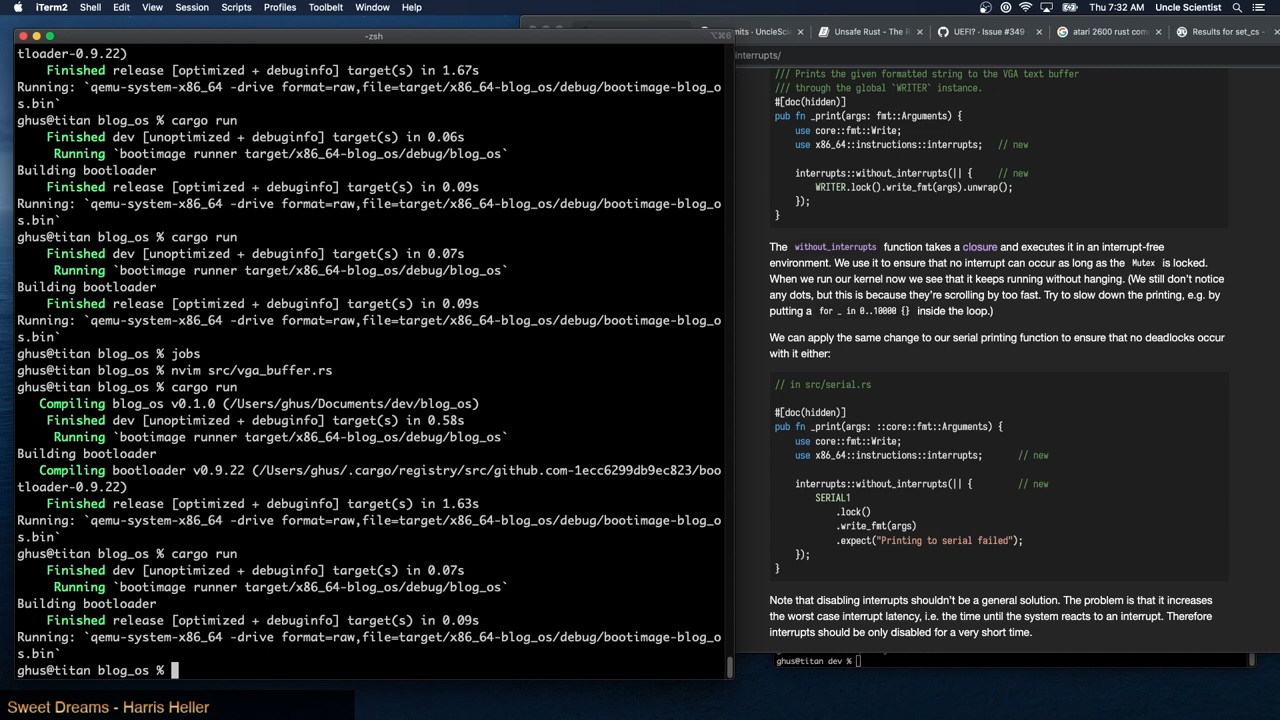 iTerm2 Shell Edit View Session Scripts Profiles Toolbelt Window Help
Thu 7:32 AM Uncle Scientist
-zsh
⌥⌘6
tloader-0.9.22)
Finished release [optimized + debuginfo] target(s) in 1.67s
Running: `qemu-system-x86_64 -drive format=raw,file=target/x86_64-blog_os/debug/bootimage-blog_o
s.bin`
ghus@titan blog_os % cargo run
Finished dev [unoptimized + debuginfo] target(s) in 0.06s
Running `bootimage runner target/x86_64-blog_os/debug/blog_os`
Building bootloader
Finished release [optimized + debuginfo] target(s) in 0.09s
Running: `qemu-system-x86_64 -drive format=raw,file=target/x86_64-blog_os/debug/bootimage-blog_o
s.bin`
ghus@titan blog_os % cargo run
Finished dev [unoptimized + debuginfo] target(s) in 0.07s
Running `bootimage runner target/x86_64-blog_os/debug/blog_os`
Building bootloader
Finished release [optimized + debuginfo] target(s) in 0.09s
Running: `qemu-system-x86_64 -drive format=raw,file=target/x86_64-blog_os/debug/bootimage-blog_o
s.bin`
ghus@titan blog_os % jobs
ghus@titan blog_os % nvim src/vga_buffer.rs
ghus@titan blog_os % cargo run
Compiling blog_os v0.1.0 (/Users/ghus/Documents/dev/blog_os)
Finished dev [unoptimized + debuginfo] target(s) in 0.58s
Running `bootimage runner target/x86_64-blog_os/debug/blog_os`
Building bootloader
Compiling bootloader v0.9.22 (/Users/ghus/.cargo/registry/src/github.com-1ecc6299db9ec823/boo
tloader-0.9.22)
Finished release [optimized + debuginfo] target(s) in 1.63s
Running: `qemu-system-x86_64 -drive format=raw,file=target/x86_64-blog_os/debug/bootimage-blog_o
s.bin`
ghus@titan blog_os % cargo run
Finished dev [unoptimized + debuginfo] target(s) in 0.07s
Running `bootimage runner target/x86_64-blog_os/debug/blog_os`
Building bootloader
Finished release [optimized + debuginfo] target(s) in 0.09s
Running: `qemu-system-x86_64 -drive format=raw,file=target/x86_64-blog_os/debug/bootimage-blog_o
s.bin`
ghus@titan blog_os %
mits · UncleScie
Unsafe Rust - The R
UEFI? · Issue #349
atari 2600 rust comp
Results for set_cs -
interrupts/
/// Prints the given formatted string to the VGA text buffer
/// through the global `WRITER` instance.
#[doc(hidden)]
pub fn _print(args: fmt::Arguments) {
use core::fmt::Write;
use x86_64::instructions::interrupts; // new
interrupts::without_interrupts(|| { // new
WRITER.lock().write_fmt(args).unwrap();
});
}
The without_interrupts function takes a closure and executes it in an interrupt-free
environment. We use it to ensure that no interrupt can occur as long as the Mutex is locked.
When we run our kernel now we see that it keeps running without hanging. (We still don't notice
any dots, but this is because they're scrolling by too fast. Try to slow down the printing, e.g. by
putting a for _ in 0..10000 {} inside the loop.)
We can apply the same change to our serial printing function to ensure that no deadlocks occur
with it either:
// in src/serial.rs
#[doc(hidden)]
pub fn _print(args: ::core::fmt::Arguments) {
use core::fmt::Write;
use x86_64::instructions::interrupts; // new
interrupts::without_interrupts(|| { // new
SERIAL1
.lock()
.write_fmt(args)
.expect("Printing to serial failed");
});
}
Note that disabling interrupts shouldn't be a general solution. The problem is that it increases
the worst case interrupt latency, i.e. the time until the system reacts to an interrupt. Therefore
interrupts should be only disabled for a very short time.
ghus@titan dev %
Sweet Dreams - Harris Heller